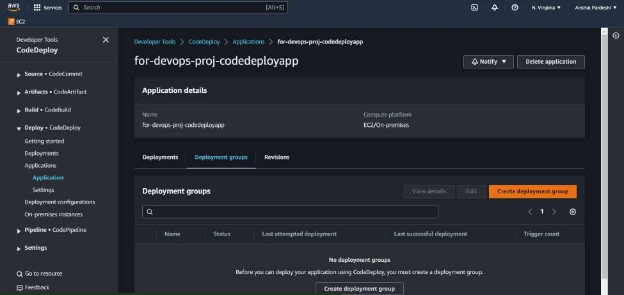 aws
Services
Search
[Alt+S]
N. Virginia
Anshul Pardeshi
EC2
Developer Tools
CodeDeploy
Source • CodeCommit
Artifacts • CodeArtifact
Build • CodeBuild
Deploy • CodeDeploy
Getting started
Deployments
Applications
Application
Settings
Deployment configurations
On-premises instances
Pipeline • CodePipeline
Settings
Go to resource
Feedback
Developer Tools > CodeDeploy > Applications > for-devops-proj-codedeployapp
for-devops-proj-codedeployapp
Notify
Delete application
Application details
Name
Compute platform
for-devops-proj-codedeployapp
EC2/On-premises
Deployments
Deployment groups
Revisions
Deployment groups
View details
Edit
Create deployment group
1
Name
Status
Last attempted deployment
Last successful deployment
Trigger count
No deployment groups
Before you can deploy your application using CodeDeploy, you must create a deployment group.
Create deployment group